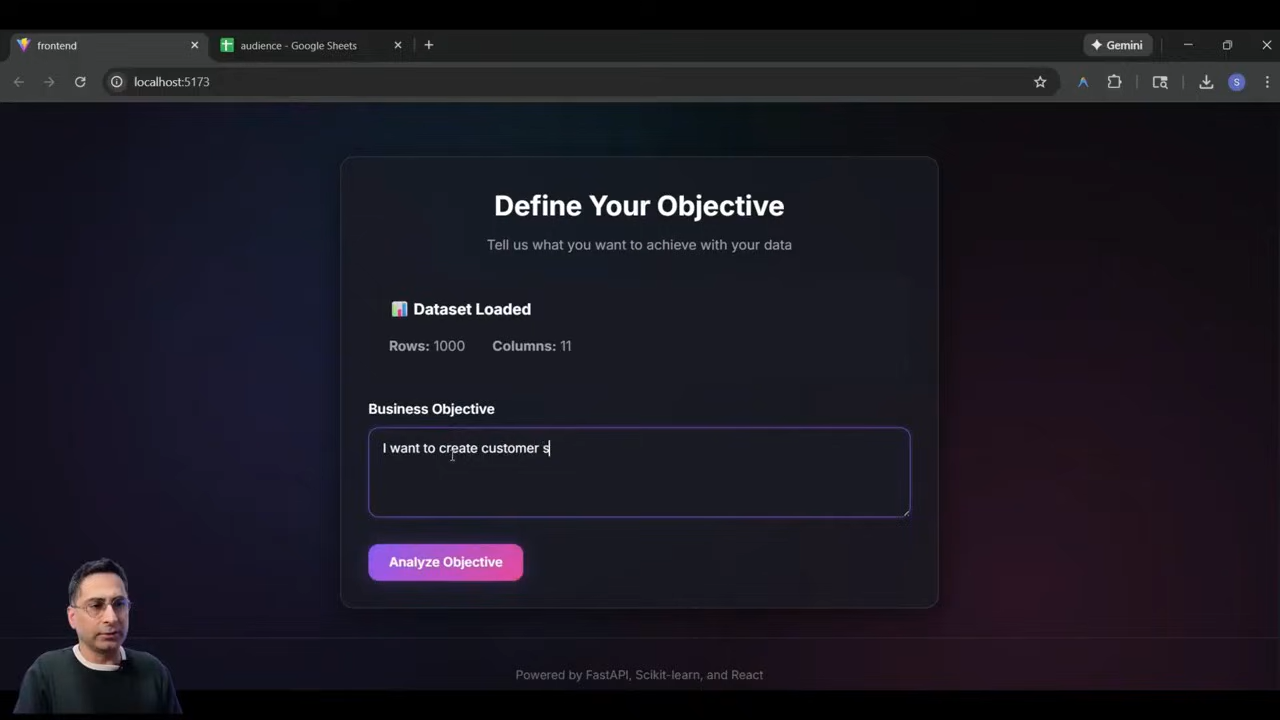 frontend
audience - Google Sheets
Gemini
localhost:5173
S
Define Your Objective
Tell us what you want to achieve with your data
Dataset Loaded
Rows: 1000 Columns: 11
Business Objective
I want to create customer s
Analyze Objective
Powered by FastAPI, Scikit-learn, and React